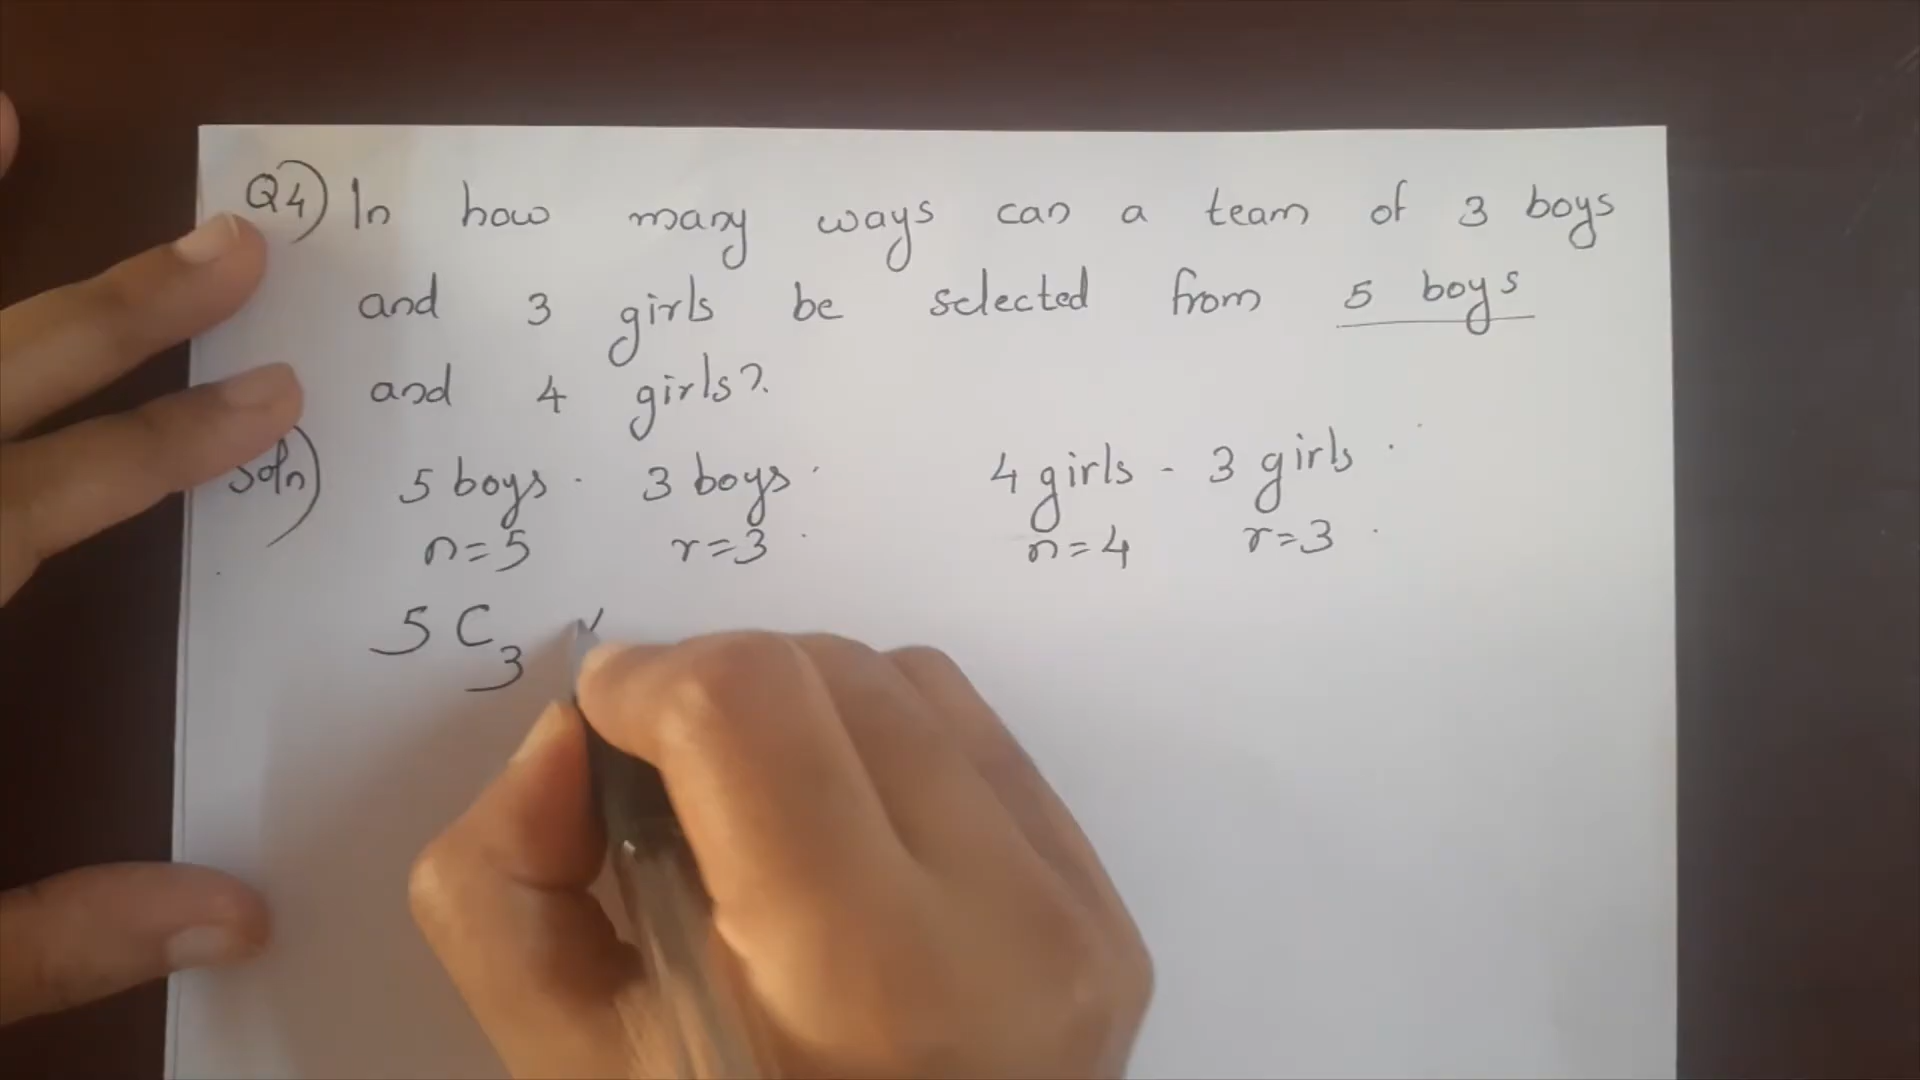 Q4) In how many ways can a team of 3 boys
and 3 girls be selected from 5 boys
and 4 girls?
Soln) 5 boys - 3 boys 4 girls - 3 girls
n=5 r=3 n=4 r=3
5C3 ×